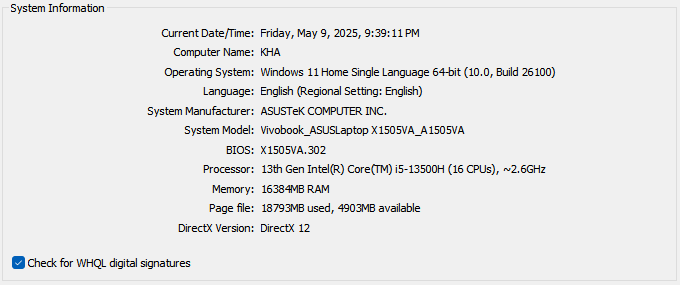 System Information
Current Date/Time: Friday, May 9, 2025, 9:39:11 PM
Computer Name: KHA
Operating System: Windows 11 Home Single Language 64-bit (10.0, Build 26100)
Language: English (Regional Setting: English)
System Manufacturer: ASUSTeK COMPUTER INC.
System Model: Vivobook_ASUSLaptop X1505VA_A1505VA
BIOS: X1505VA.302
Processor: 13th Gen Intel(R) Core(TM) i5-13500H (16 CPUs), ~2.6GHz
Memory: 16384MB RAM
Page file: 18793MB used, 4903MB available
DirectX Version: DirectX 12
Check for WHQL digital signatures